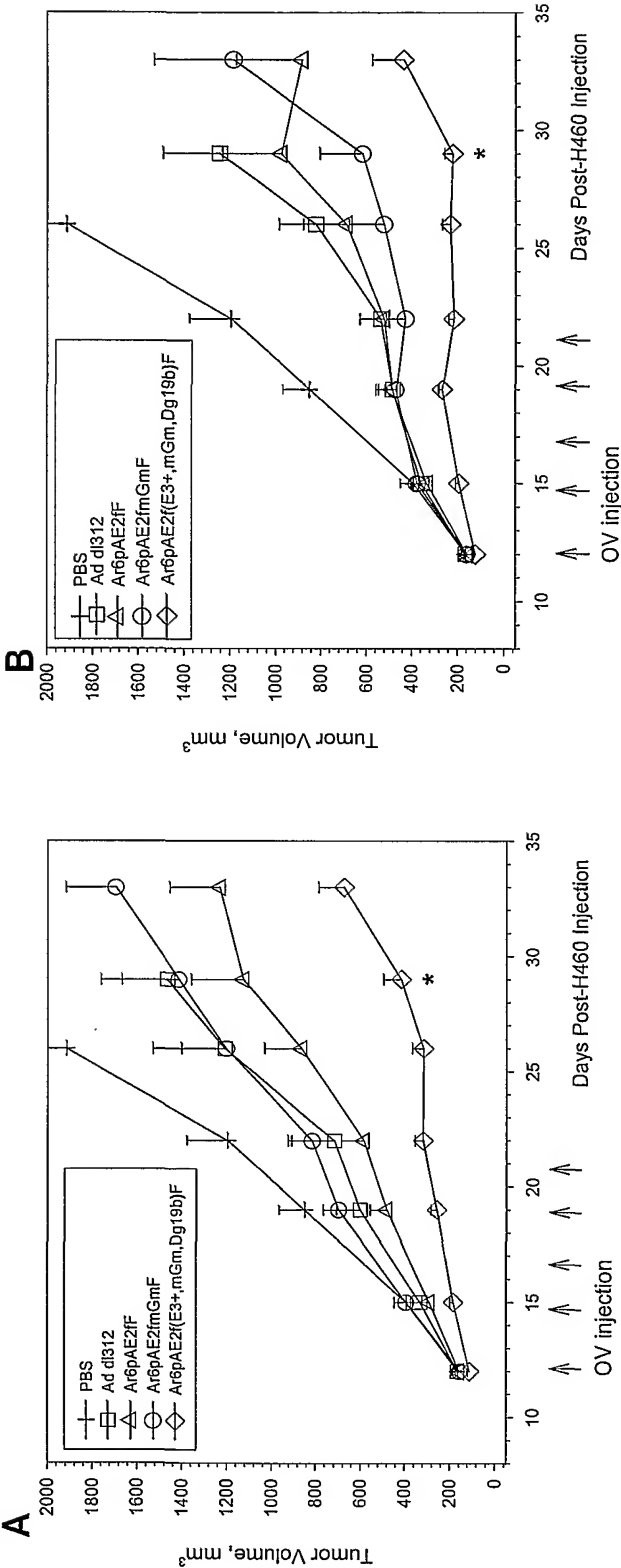 A
Tumor Volume, mm³
2000
1800
1600
1400
1200
1000
800
600
400
200
0
PBS
Ad dl312
Ar6pAE2fF
Ar6pAE2fmGmF
Ar6pAE2f(E3+,mGm,Dg19b)F
*
10
15
20
25
30
35
OV injection
Days Post-H460 Injection
B
Tumor Volume, mm³
2000
1800
1600
1400
1200
1000
800
600
400
200
0
PBS
Ad dl312
Ar6pAE2fF
Ar6pAE2fmGmF
Ar6pAE2f(E3+,mGm,Dg19b)F
*
10
15
20
25
30
35
OV injection
Days Post-H460 Injection